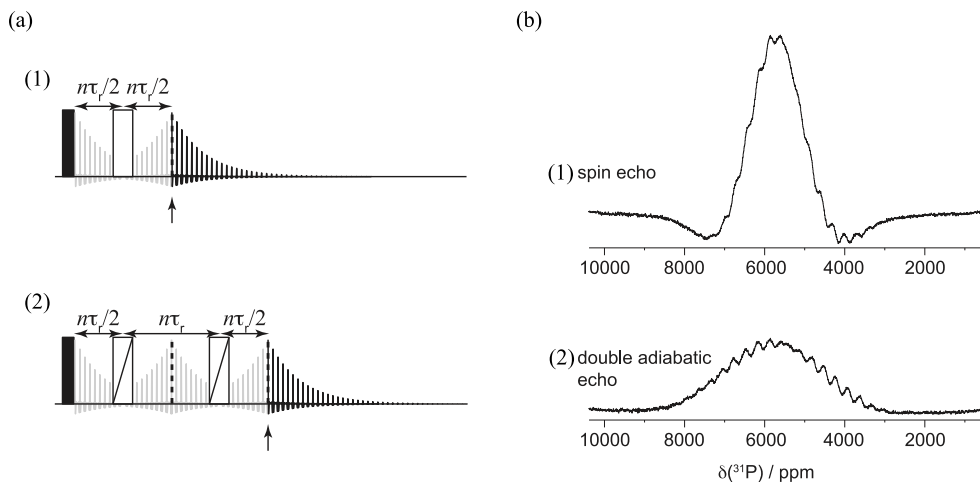 (a)
(1)
nτr/2 nτr/2
(2)
nτr/2 nτr nτr/2
(b)
(1) spin echo
10000 8000 6000 4000 2000
(2) double adiabatic
echo
10000 8000 6000 4000 2000
δ(³¹P) / ppm